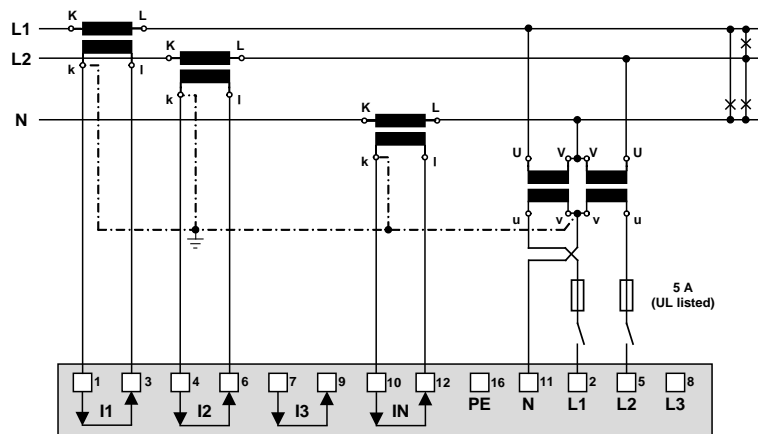 K L
L1
K L
L2
k l
k l
K L
N
U V V U
k l
u v v u
5 A
(UL listed)
1 3 4 6 7 9 10 12 16 11 2 5 8
I1 I2 I3 IN PE N L1 L2 L3